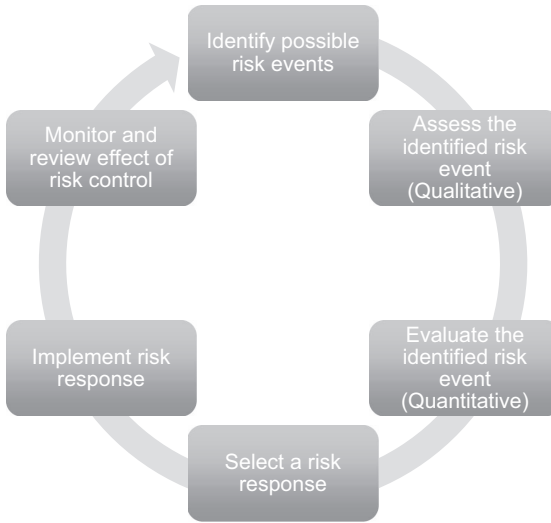 Identify possible
risk events
Assess the
identified risk
event
(Qualitative)
Evaluate the
identified risk
event
(Quantitative)
Select a risk
response
Implement risk
response
Monitor and
review effect of
risk control